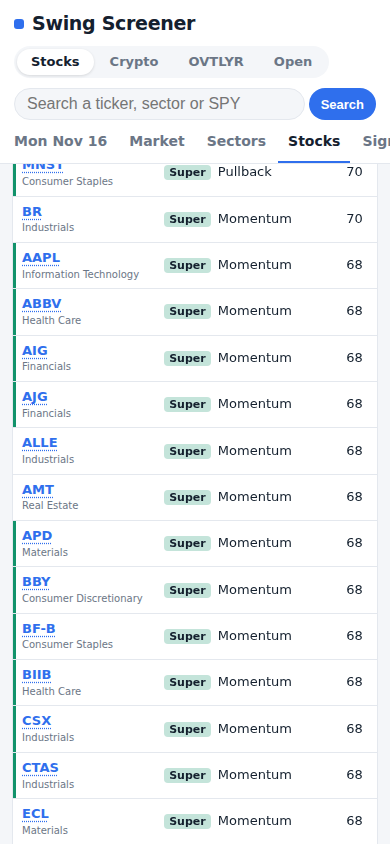 Swing Screener
Stocks Crypto OVTLYR Open
Search a ticker, sector or SPY Search
Mon Nov 16 Market Sectors Stocks
MNST Super Pullback 70
Consumer Staples
BR Super Momentum 70
Industrials
AAPL Super Momentum 68
Information Technology
ABBV Super Momentum 68
Health Care
AIG Super Momentum 68
Financials
AJG Super Momentum 68
Financials
ALLE Super Momentum 68
Industrials
AMT Super Momentum 68
Real Estate
APD Super Momentum 68
Materials
BBY Super Momentum 68
Consumer Discretionary
BF-B Super Momentum 68
Consumer Staples
BIIB Super Momentum 68
Health Care
CSX Super Momentum 68
Industrials
CTAS Super Momentum 68
Industrials
ECL Super Momentum 68
Materials